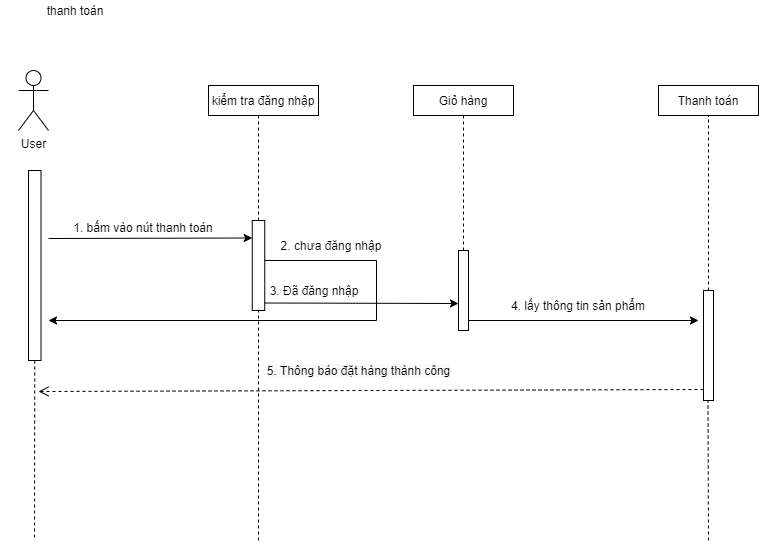 thanh toán
kiểm tra đăng nhập
Giỏ hàng
Thanh toán
User
1. bấm vào nút thanh toán
2. chưa đăng nhập
3. Đã đăng nhập
4. lấy thông tin sản phẩm
5. Thông báo đặt hàng thành công